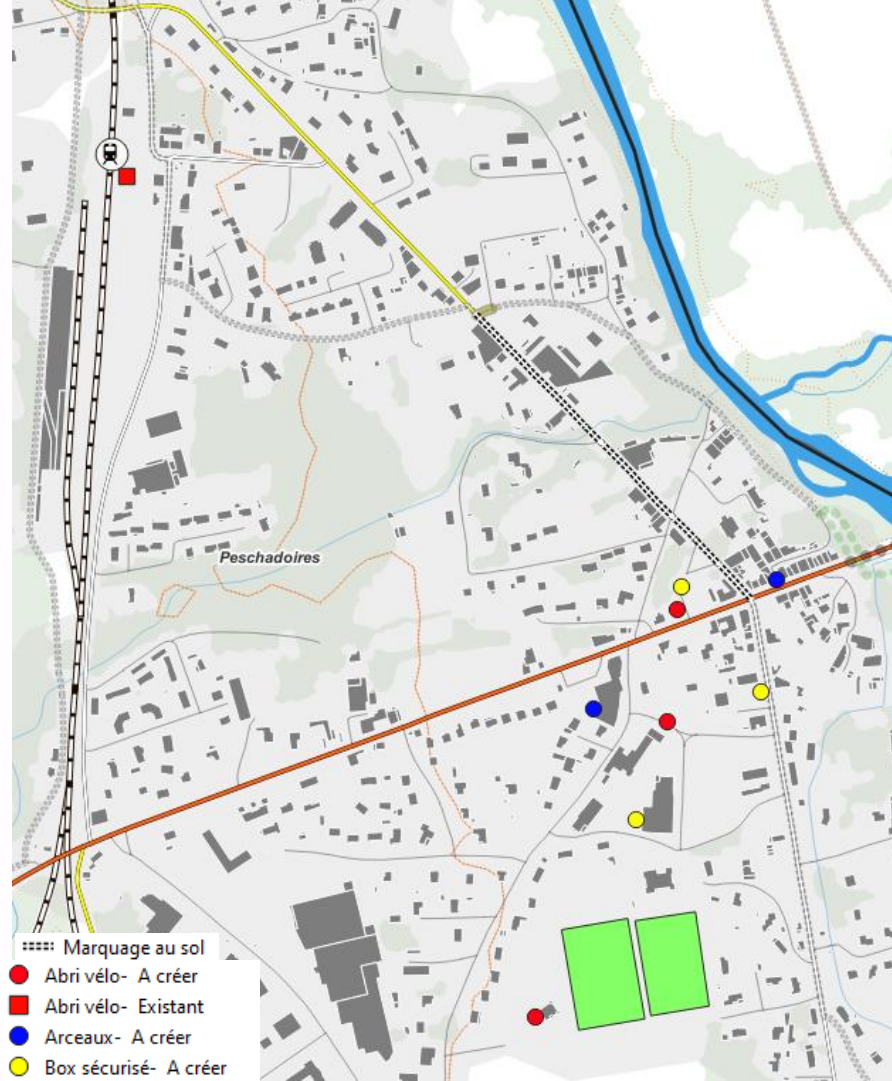 Peschadoires
Marquage au sol
Abri vélo- A créer
Abri vélo- Existant
Arceaux- A créer
Box sécurisé- A créer